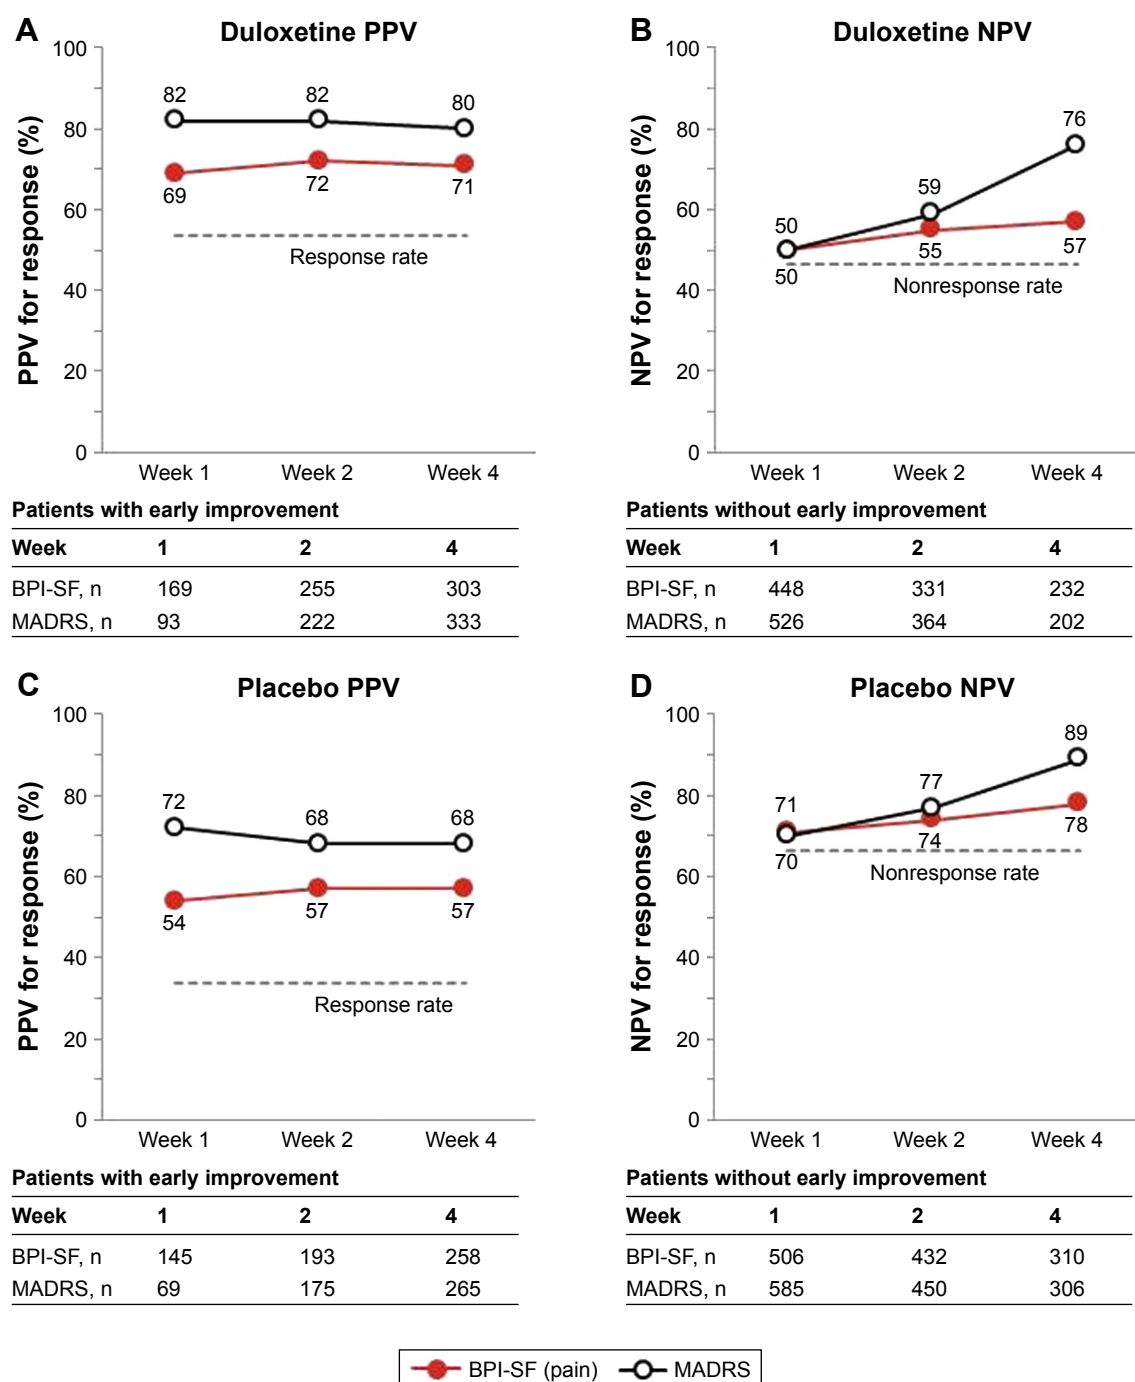 A
Duloxetine PPV
PPV for response (%)
100
80
60
40
20
0
82
82
80
69
72
71
Response rate
Week 1 Week 2 Week 4
Patients with early improvement
Week 1 2 4
BPI-SF, n 169 255 303
MADRS, n 93 222 333
B
Duloxetine NPV
NPV for response (%)
100
80
60
40
20
0
50
59
76
50
55
57
Nonresponse rate
Week 1 Week 2 Week 4
Patients without early improvement
Week 1 2 4
BPI-SF, n 448 331 232
MADRS, n 526 364 202
C
Placebo PPV
PPV for response (%)
100
80
60
40
20
0
72
68
68
54
57
57
Response rate
Week 1 Week 2 Week 4
Patients with early improvement
Week 1 2 4
BPI-SF, n 145 193 258
MADRS, n 69 175 265
D
Placebo NPV
NPV for response (%)
100
80
60
40
20
0
71
77
89
70
74
78
Nonresponse rate
Week 1 Week 2 Week 4
Patients without early improvement
Week 1 2 4
BPI-SF, n 506 432 310
MADRS, n 585 450 306
BPI-SF (pain) MADRS